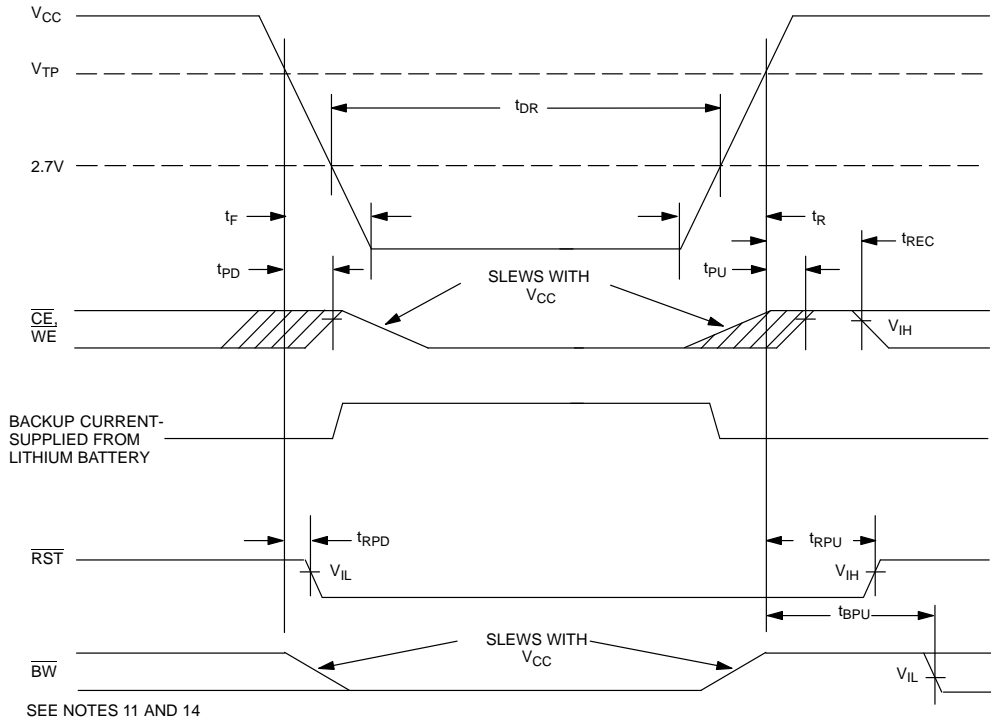 VCC
VTP
tDR
2.7V
tF
tR
tREC
tPD
tPU
SLEWS WITH
VCC
CE,
WE
VIH
BACKUP CURRENT-
SUPPLIED FROM
LITHIUM BATTERY
tRPD
tRPU
RST
VIL
VIH
tBPU
SLEWS WITH
VCC
BW
VIL
SEE NOTES 11 AND 14